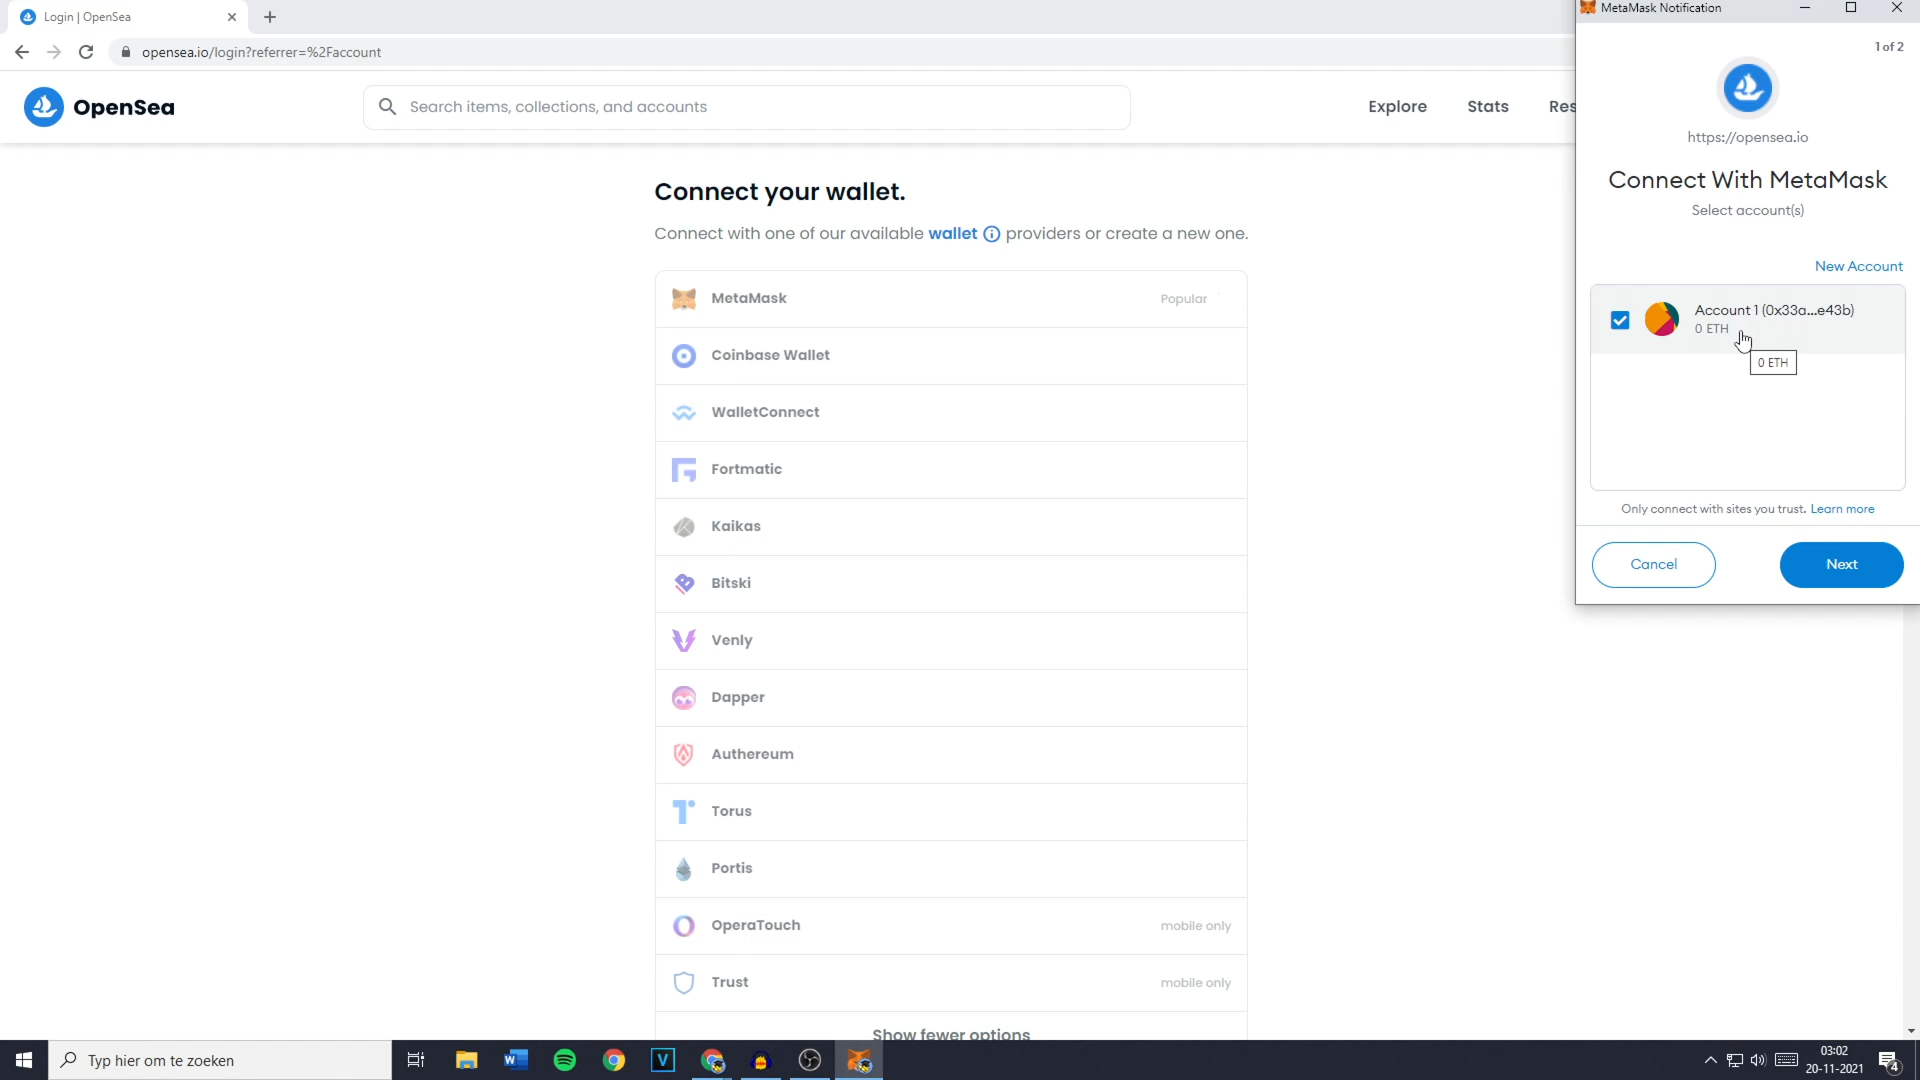 Login | OpenSea
opensea.io/login?referrer=%2Faccount
OpenSea
Search items, collections, and accounts
Explore
Stats
Res
Connect your wallet.
Connect with one of our available wallet providers or create a new one.
MetaMask
Popular
Coinbase Wallet
WalletConnect
Fortmatic
Kaikas
Bitski
Venly
Dapper
Authereum
Torus
Portis
OperaTouch
mobile only
Trust
mobile only
Show fewer options
MetaMask Notification
1 of 2
https://opensea.io
Connect With MetaMask
Select account(s)
New Account
Account 1 (0x33a...e43b)
0 ETH
0 ETH
Only connect with sites you trust. Learn more
Cancel
Next
Typ hier om te zoeken
03:02
20-11-2021
4